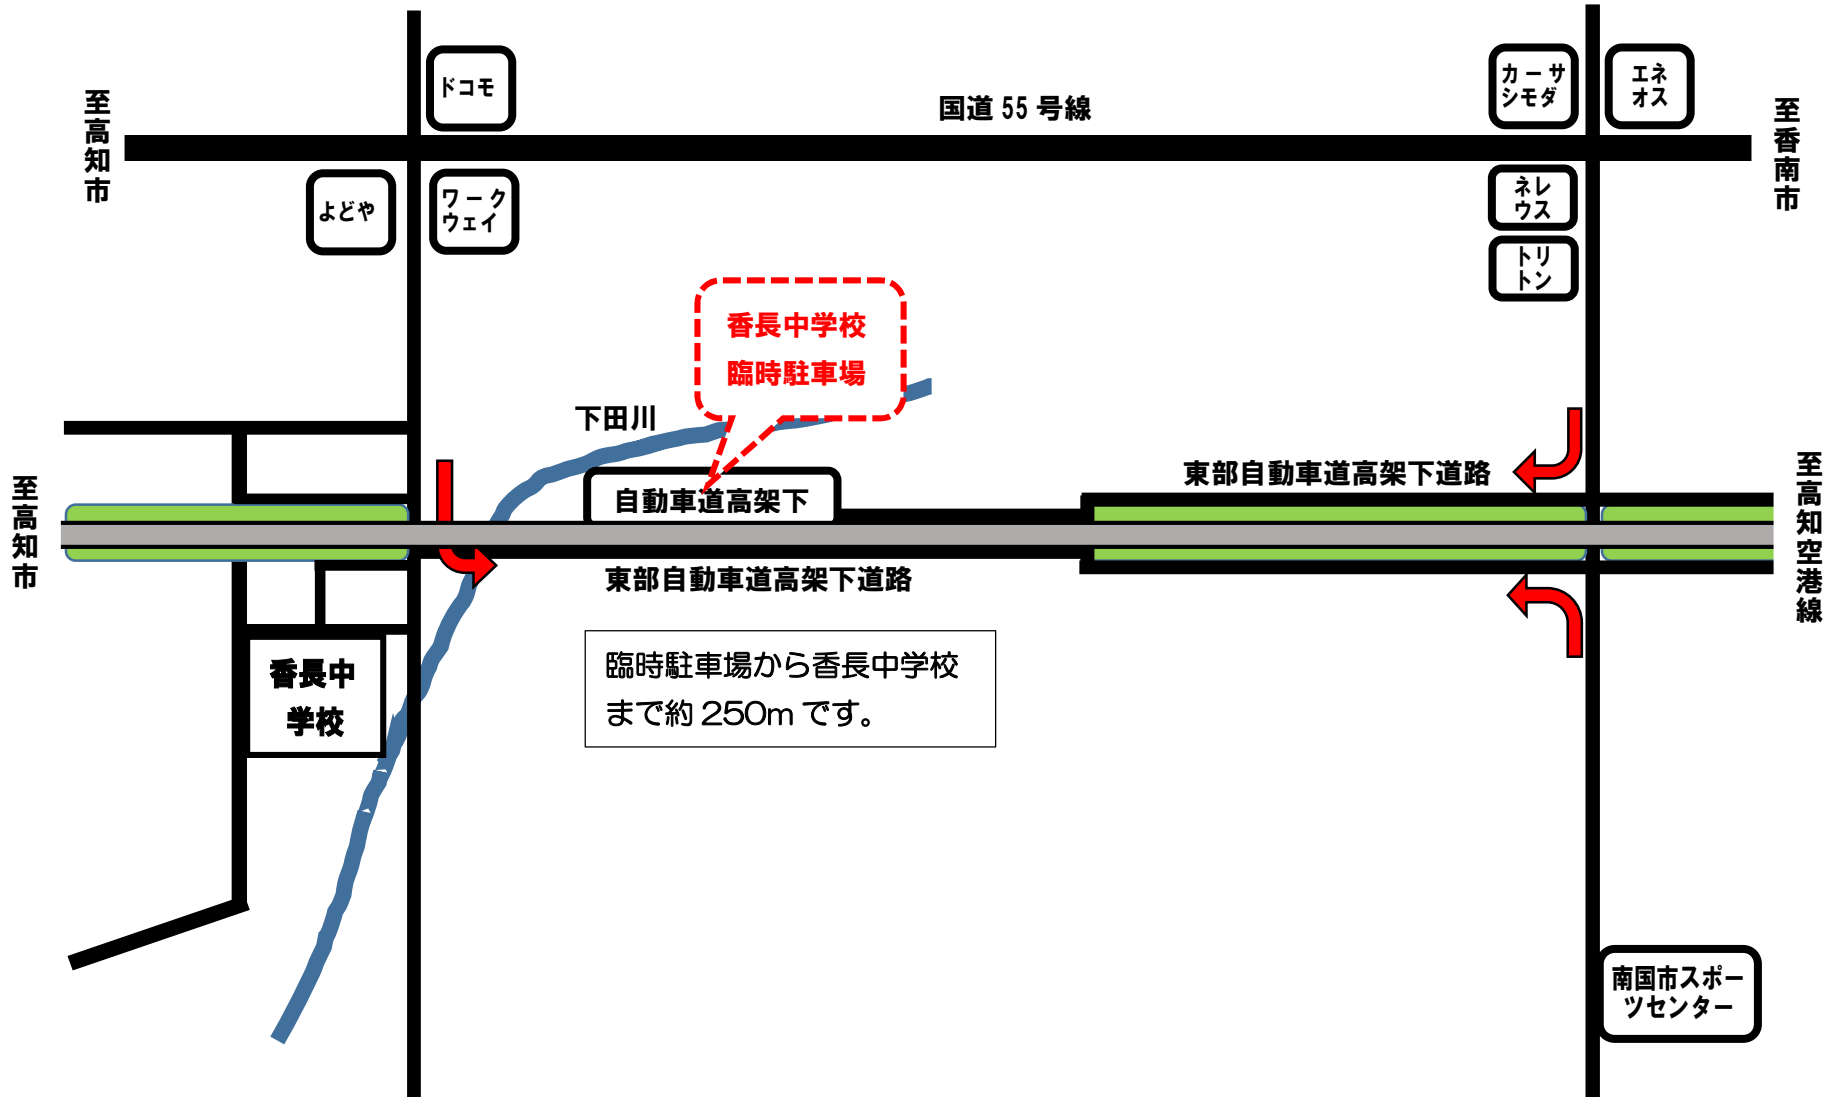 ドコモ
カーサ
シモダ
エネ
オス
国道 55 号線
至高知市
至香南市
よどや
ワーク
ウェイ
ネレ
ウス
トリ
トン
香長中学校
臨時駐車場
下田川
東部自動車道高架下道路
自動車道高架下
至高知市
至高知空港線
東部自動車道高架下道路
臨時駐車場から香長中学校
まで約 250m です。
香長中
学校
南国市スポー
ツセンター